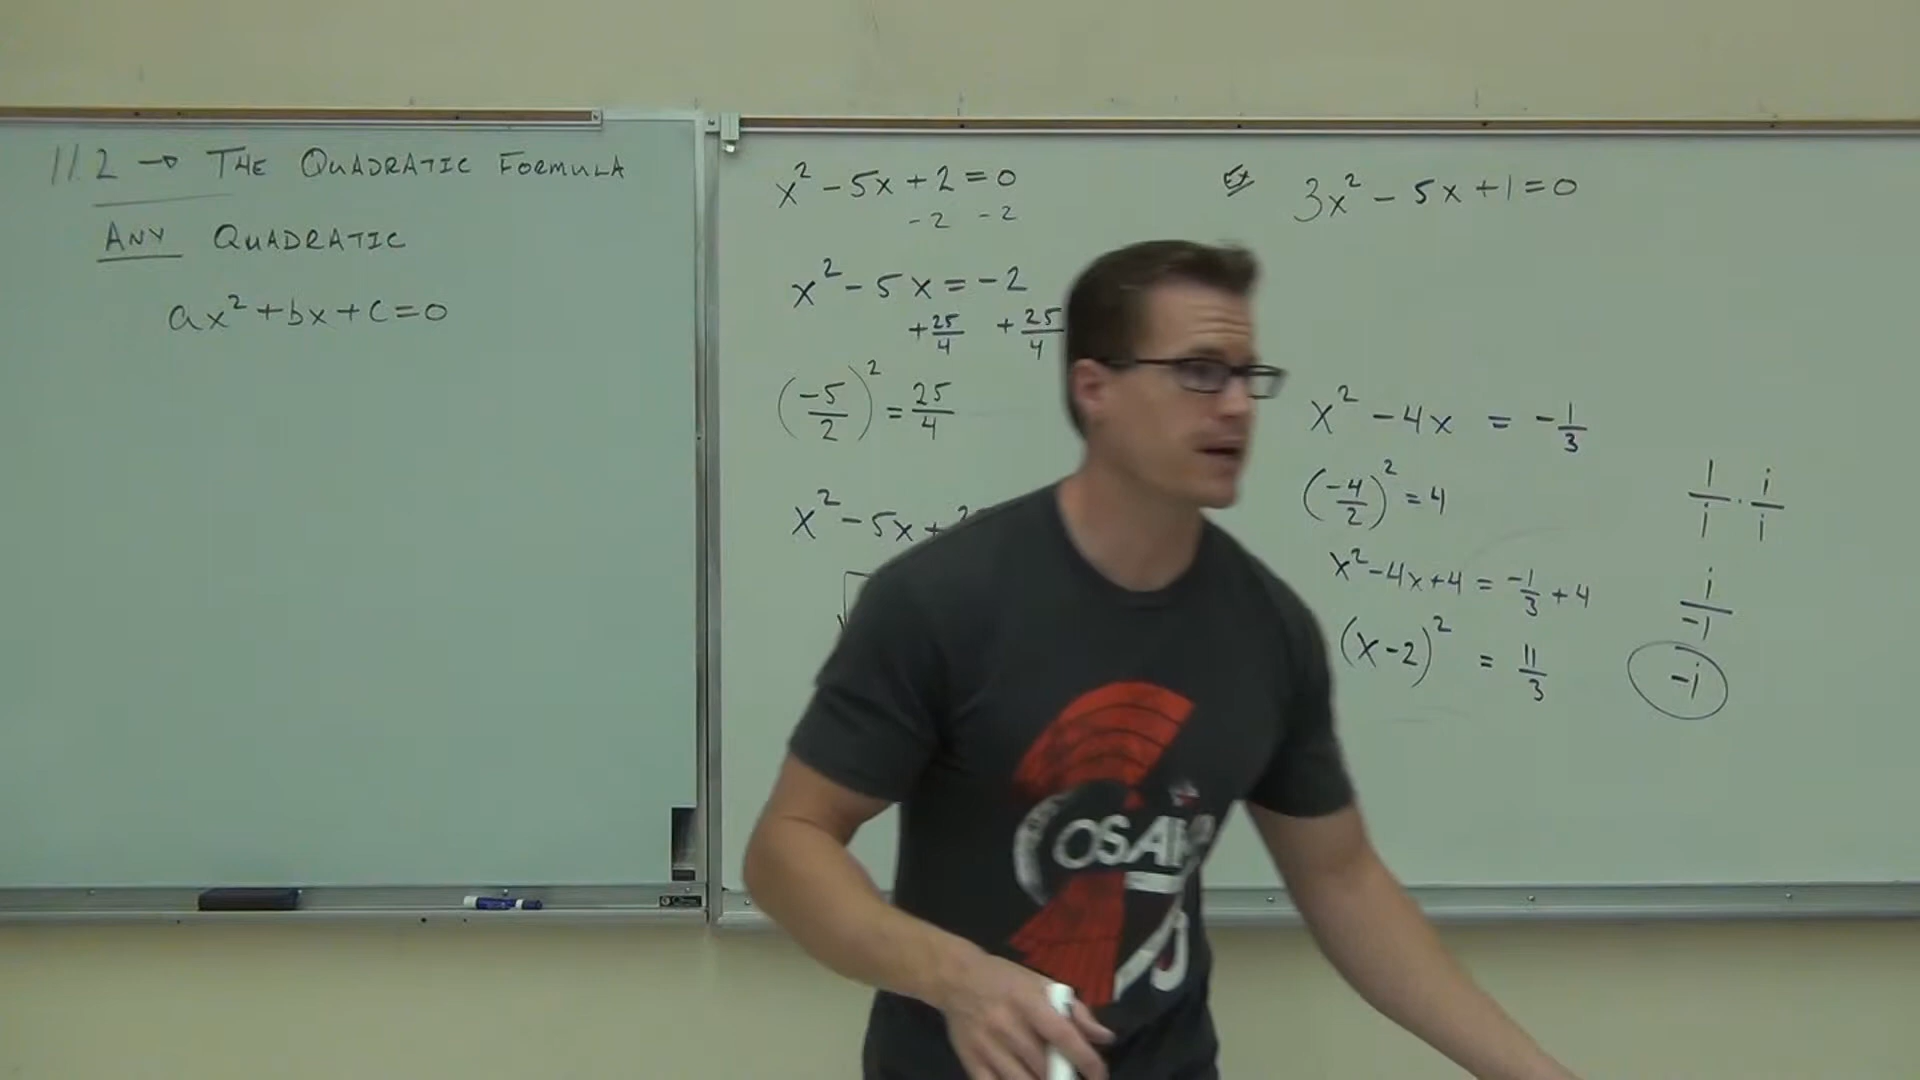 11.2 → THE QUADRATIC FORMULA
ANY QUADRATIC
ax² + bx + c = 0
x² - 5x + 2 = 0
-2 -2
x² - 5x = -2
+25/4 +25/4
(-5/2)² = 25/4
x² - 5x +
Ex 3x² - 5x + 1 = 0
x² - 4x = -1/3
(-4/2)² = 4
x² - 4x + 4 = -1/3 + 4
(x - 2)² = 11/3
1/i · i/i
i/-1
-i